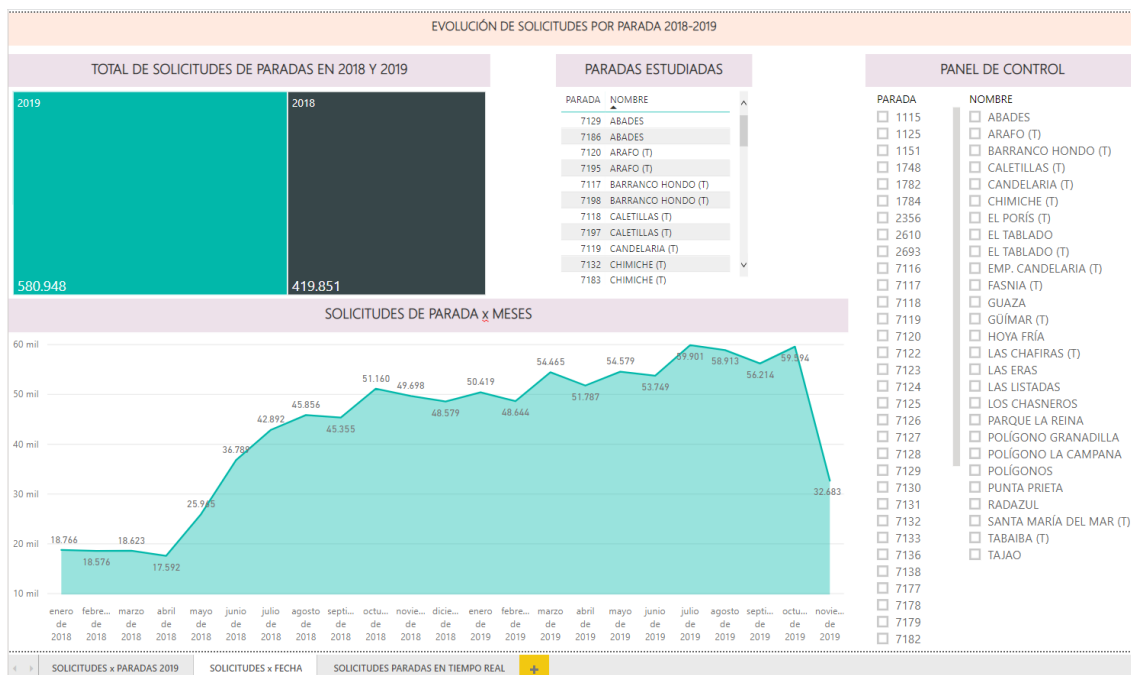 EVOLUCIÓN DE SOLICITUDES POR PARADA 2018-2019
TOTAL DE SOLICITUDES DE PARADAS EN 2018 Y 2019
2019
2018
580.948
419.851
PARADAS ESTUDIADAS
PARADA NOMBRE
7129 ABADES
7186 ABADES
7120 ARAFO (T)
7195 ARAFO (T)
7117 BARRANCO HONDO (T)
7198 BARRANCO HONDO (T)
7118 CALETILLAS (T)
7197 CALETILLAS (T)
7119 CANDELARIA (T)
7132 CHIMICHE (T)
7183 CHIMICHE (T)
SOLICITUDES DE PARADA x MESES
60 mil
50 mil
40 mil
30 mil
20 mil
10 mil
18.766
18.576
18.623
17.592
25.965
36.789
42.892
45.856
45.355
51.160
49.698
48.579
50.419
48.644
54.465
51.787
54.579
53.749
59.901
58.913
56.214
59.594
32.683
enero de 2018
febre... de 2018
marzo de 2018
abril de 2018
mayo de 2018
junio de 2018
julio de 2018
agosto de 2018
septi... de 2018
octu... de 2018
novie... de 2018
dicie... de 2018
enero de 2019
febre... de 2019
marzo de 2019
abril de 2019
mayo de 2019
junio de 2019
julio de 2019
agosto de 2019
septi... de 2019
octu... de 2019
novie... de 2019
PANEL DE CONTROL
PARADA
1115
1125
1151
1748
1782
1784
2356
2610
2693
7116
7117
7118
7119
7120
7122
7123
7124
7125
7126
7127
7128
7129
7130
7131
7132
7133
7136
7138
7177
7178
7179
7182
NOMBRE
ABADES
ARAFO (T)
BARRANCO HONDO (T)
CALETILLAS (T)
CANDELARIA (T)
CHIMICHE (T)
EL PORÍS (T)
EL TABLADO
EL TABLADO (T)
EMP. CANDELARIA (T)
FASNIA (T)
GUAZA
GÜÍMAR (T)
HOYA FRÍA
LAS CHAFIRAS (T)
LAS ERAS
LAS LISTADAS
LOS CHASNEROS
PARQUE LA REINA
POLÍGONO GRANADILLA
POLÍGONO LA CAMPANA
POLÍGONOS
PUNTA PRIETA
RADAZUL
SANTA MARÍA DEL MAR (T)
TABAIBA (T)
TAJAO
SOLICITUDES x PARADAS 2019
SOLICITUDES x FECHA
SOLICITUDES PARADAS EN TIEMPO REAL
+